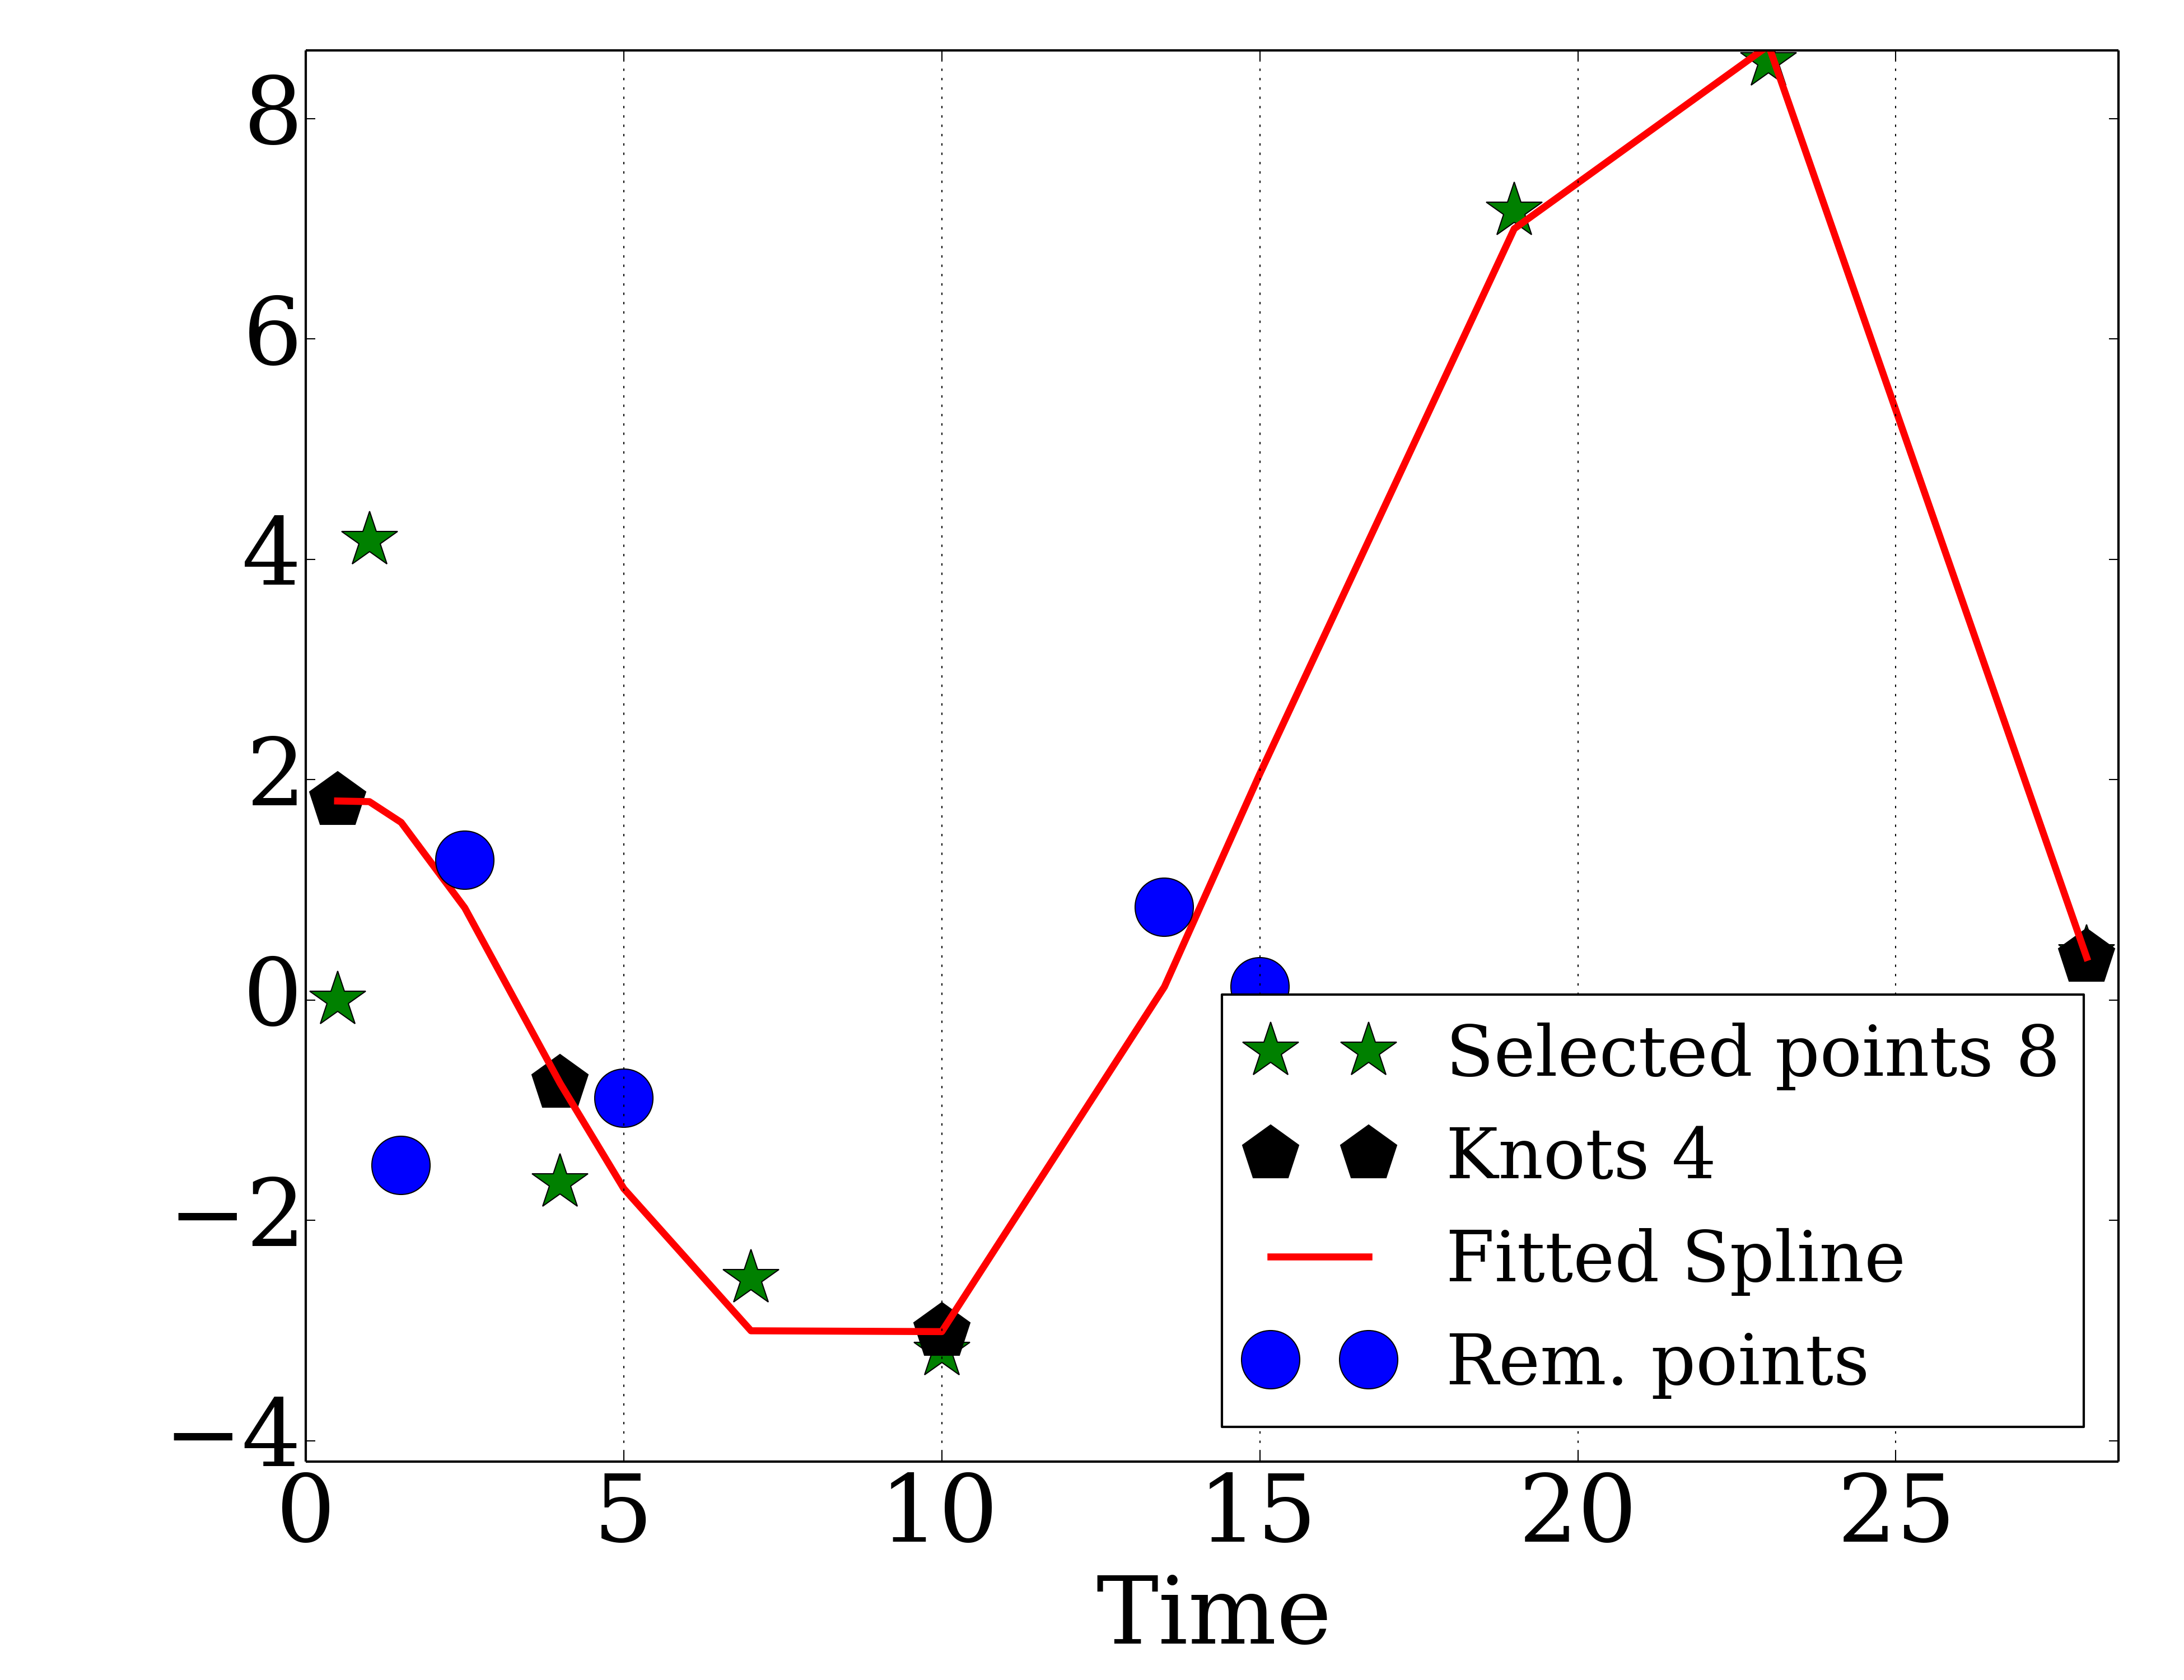 8
6
4
2
0
−2
−4
0 5 10 15 20 25
Time
Selected points 8
Knots 4
Fitted Spline
Rem. points